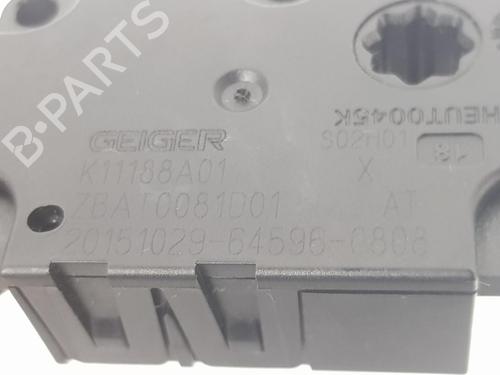 HEUT0045K
GEIGER S02H01 18
K11188A01 X
ZBAT0081D01 AT
20151029-64596-0808
B-PARTS